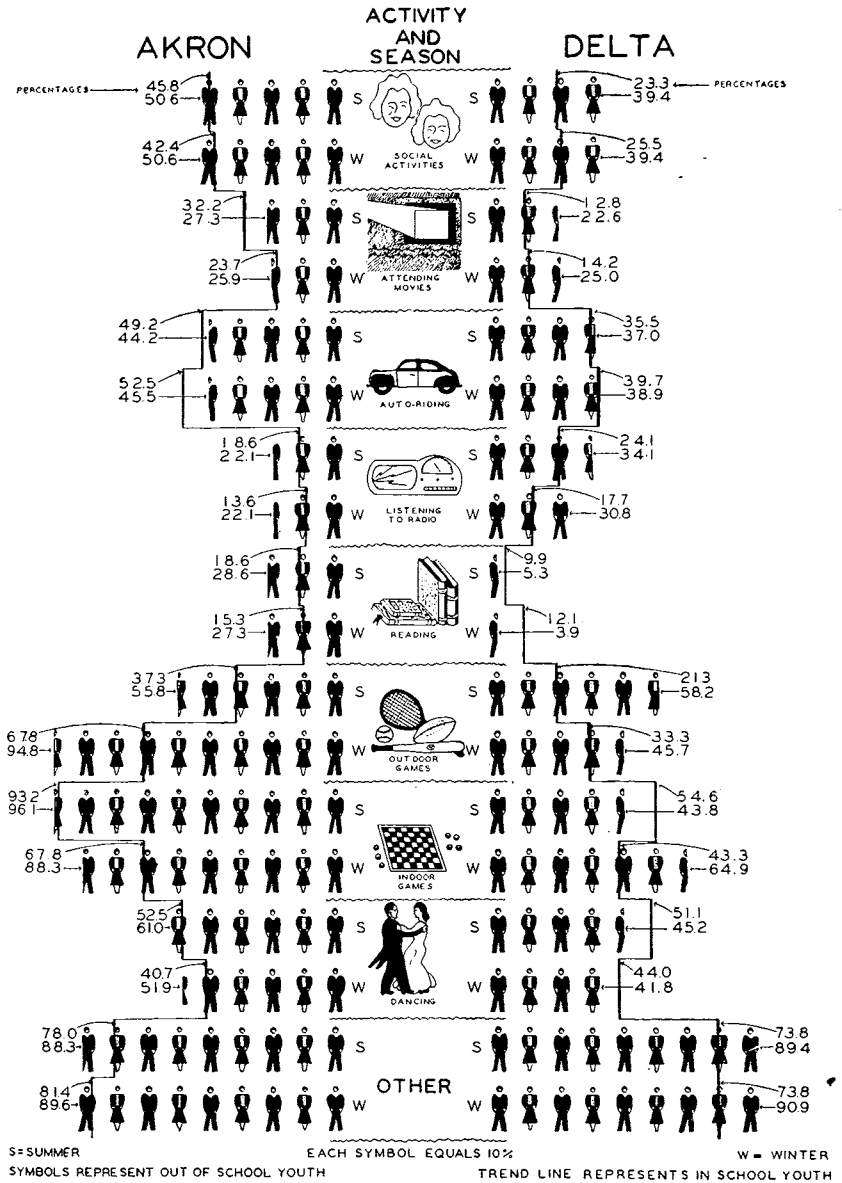 ACTIVITY
AND
SEASON
AKRON
DELTA
PERCENTAGES
45.8
50.6
S
SOCIAL
ACTIVITIES
S
23.3
39.4
PERCENTAGES
42.4
50.6
W
W
25.5
39.4
32.2
27.3
S
ATTENDING
MOVIES
S
12.8
22.6
23.7
25.9
W
W
14.2
25.0
49.2
44.2
S
AUTO-RIDING
S
35.5
37.0
52.5
45.5
W
W
39.7
38.9
18.6
22.1
S
LISTENING
TO RADIO
S
24.1
34.1
13.6
22.1
W
W
17.7
30.8
18.6
28.6
S
READING
S
9.9
5.3
15.3
27.3
W
W
12.1
3.9
37.3
55.8
S
OUTDOOR
GAMES
S
21.3
58.2
67.8
94.8
W
W
33.3
45.7
93.2
96.1
S
INDOOR
GAMES
S
54.6
43.8
67.8
88.3
W
W
43.3
64.9
52.5
61.0
S
DANCING
S
51.1
45.2
40.7
51.9
W
W
44.0
41.8
78.0
88.3
S
OTHER
S
73.8
89.4
81.4
89.6
W
W
73.8
90.9
S=SUMMER
EACH SYMBOL EQUALS 10%
W = WINTER
SYMBOLS REPRESENT OUT OF SCHOOL YOUTH
TREND LINE REPRESENTS IN SCHOOL YOUTH